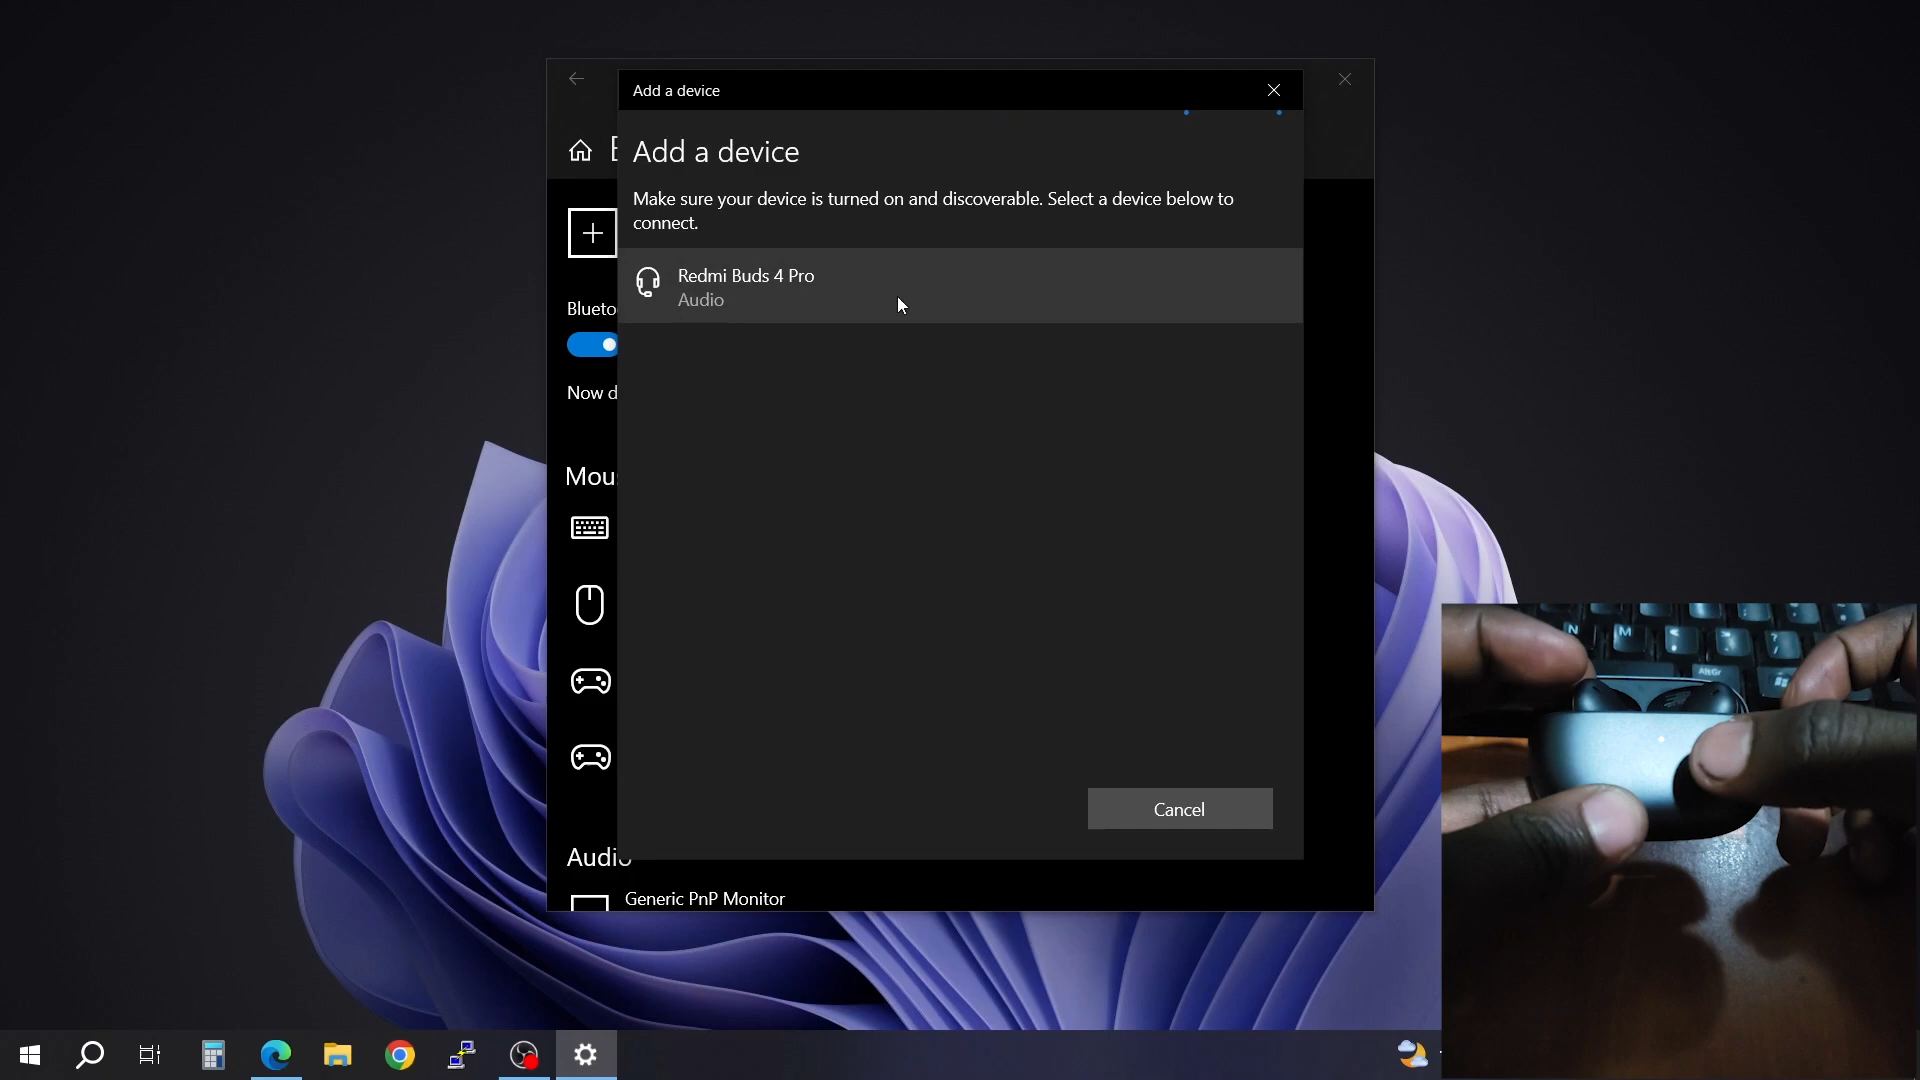 Add a device
Add a device
Make sure your device is turned on and discoverable. Select a device below to
connect.
Redmi Buds 4 Pro
Audio
Blueto
Now d
Mou
Cancel
Audio
Generic PnP Monitor
N
M
AltGr